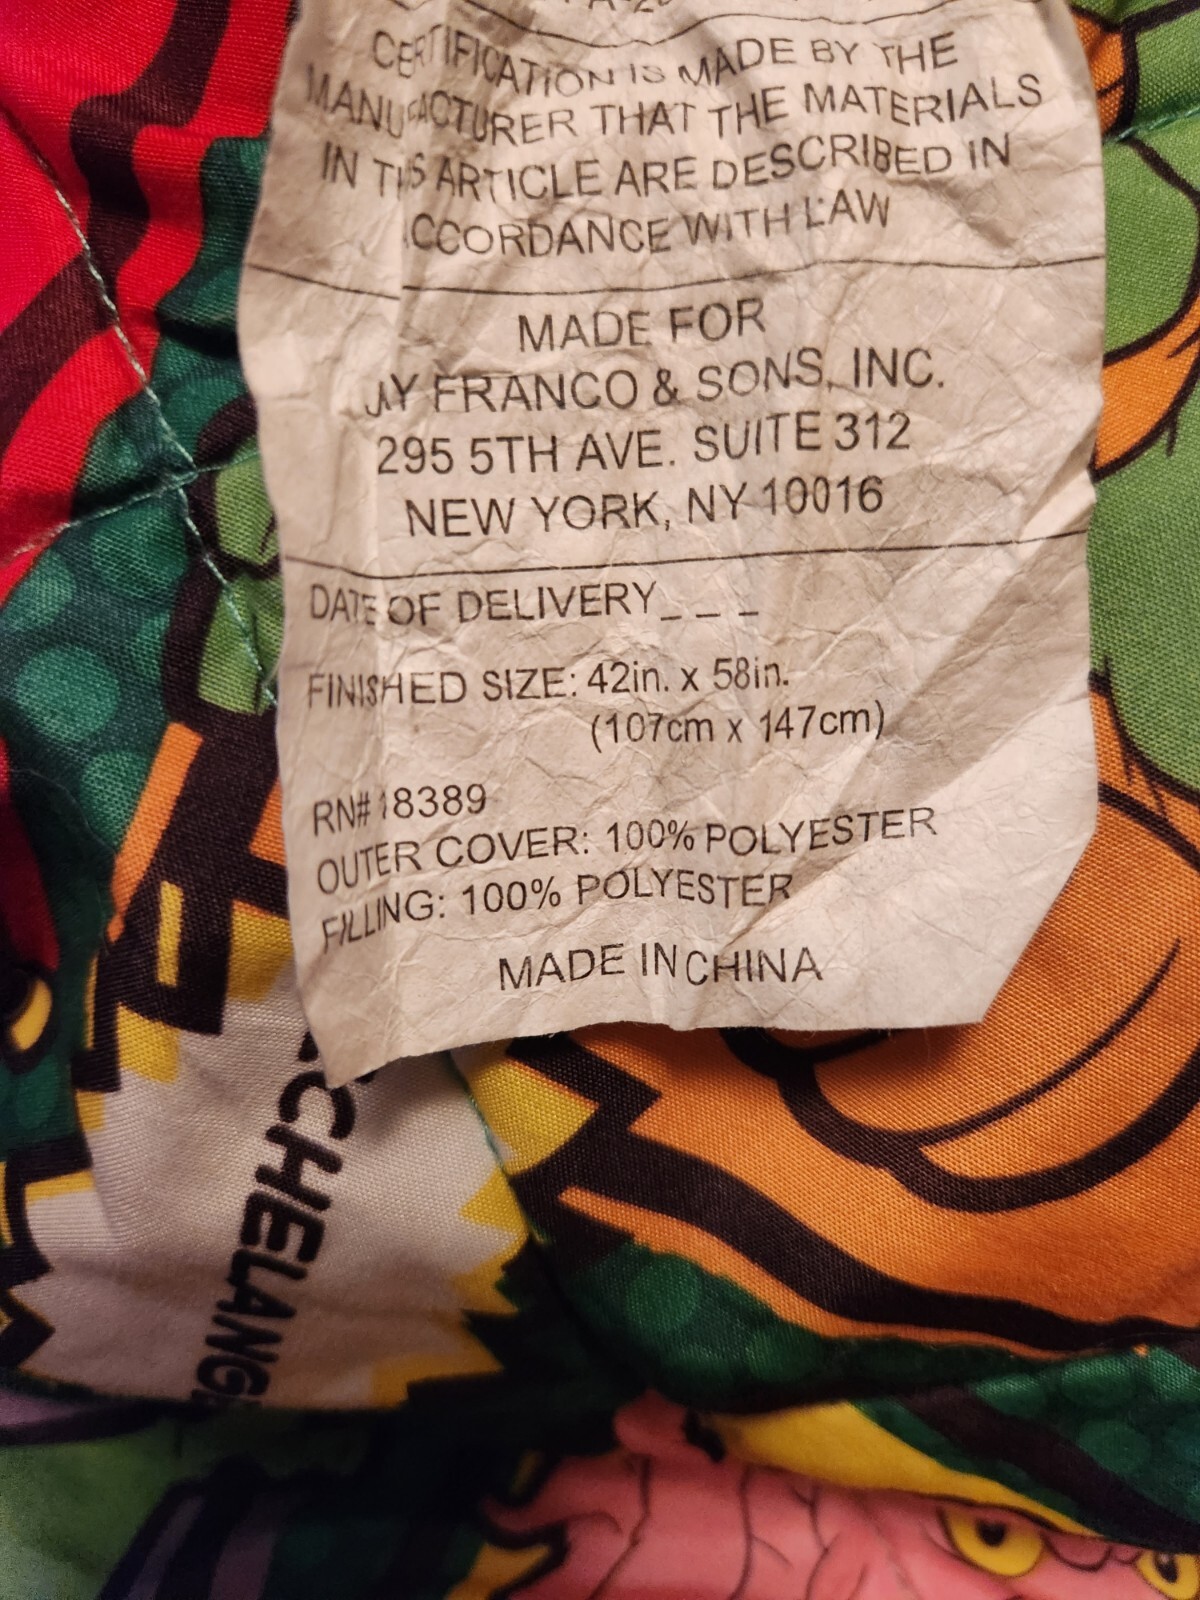 CERTIFICATION IS MADE BY THE
MANUFACTURER THAT THE MATERIALS
IN THIS ARTICLE ARE DESCRIBED IN
ACCORDANCE WITH LAW
MADE FOR
JAY FRANCO & SONS, INC.
295 5TH AVE. SUITE 312
NEW YORK, NY 10016
DATE OF DELIVERY_ _ _
FINISHED SIZE: 42in. x 58in.
(107cm x 147cm)
RN# 18389
OUTER COVER: 100% POLYESTER
FILLING: 100% POLYESTER
MADE IN CHINA
CHELANG